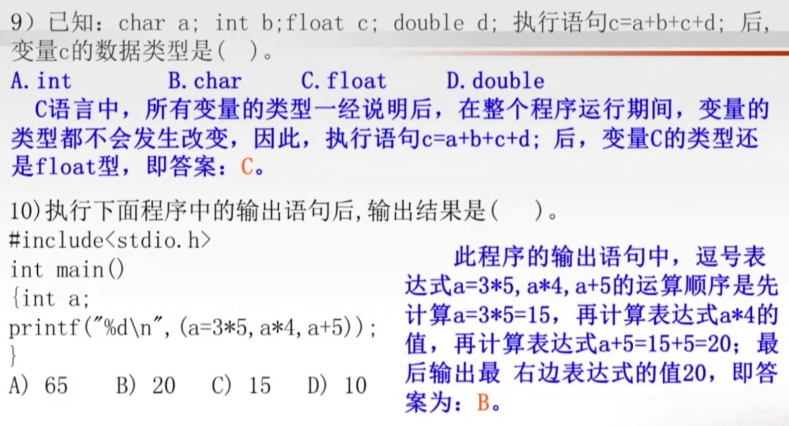 9）已知：char a; int b;float c; double d; 执行语句c=a+b+c+d; 后,
变量c的数据类型是(  )。
A.int B.char C.float D.double
C语言中，所有变量的类型一经说明后，在整个程序运行期间，变量的
类型都不会发生改变，因此，执行语句c=a+b+c+d; 后，变量C的类型还
是float型，即答案：C。
10)执行下面程序中的输出语句后,输出结果是(  )。
#include<stdio.h>
int main()
{int a;
printf("%d\n",(a=3*5,a*4,a+5));
}
A) 65 B) 20 C) 15 D) 10
此程序的输出语句中，逗号表
达式a=3*5,a*4,a+5的运算顺序是先
计算a=3*5=15，再计算表达式a*4的
值，再计算表达式a+5=15+5=20；最
后输出最 右边表达式的值20，即答
案为：B。